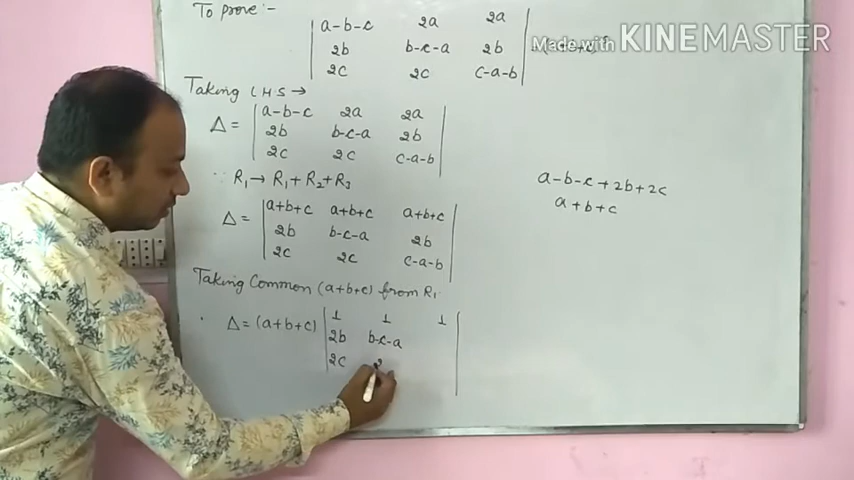 To prove :-
a-b-c 2a 2a
2b b-c-a 2b
2c 2c c-a-b
Made with KINEMASTER
Taking LHS →
Δ = a-b-c 2a 2a
2b b-c-a 2b
2c 2c c-a-b
∵ R₁ → R₁ + R₂ + R₃
Δ = a+b+c a+b+c a+b+c
2b b-c-a 2b
2c 2c c-a-b
a-b-c+2b+2c
a+b+c
Taking Common (a+b+c) from R₁
Δ = (a+b+c) 1 1 1
2b b-c-a
2c 2